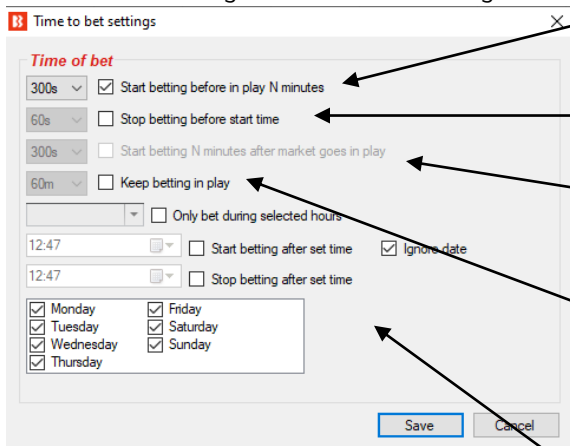 Time to bet settings
Time of bet
300s Start betting before in play N minutes
60s Stop betting before start time
300s Start betting N minutes after market goes in play
60m Keep betting in play
Only bet during selected hours
12:47 Start betting after set time Ignore date
12:47 Stop betting after set time
Monday Friday
Tuesday Saturday
Wednesday Sunday
Thursday
Save Cancel